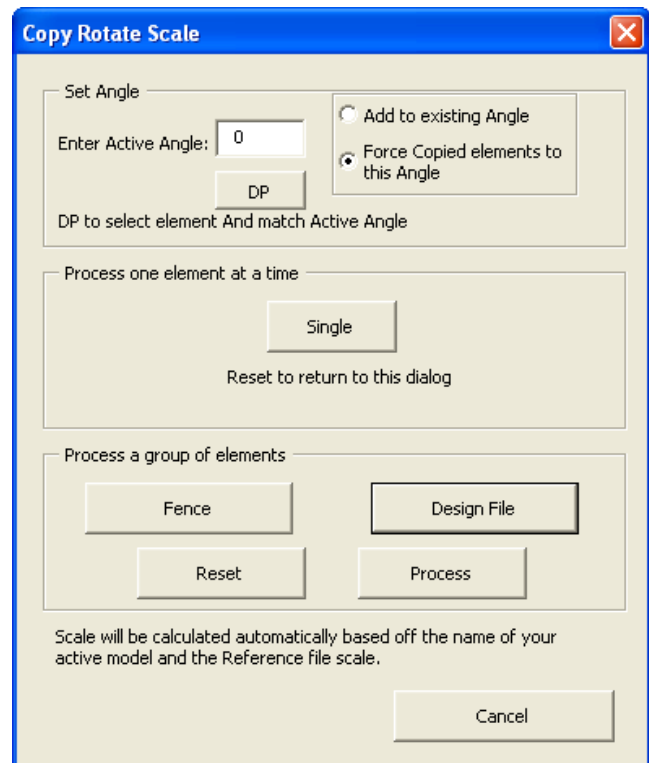 Copy Rotate Scale
Set Angle
Enter Active Angle: 0
Add to existing Angle
Force Copied elements to
this Angle
DP
DP to select element And match Active Angle
Process one element at a time
Single
Reset to return to this dialog
Process a group of elements
Fence
Design File
Reset
Process
Scale will be calculated automatically based off the name of your
active model and the Reference file scale.
Cancel